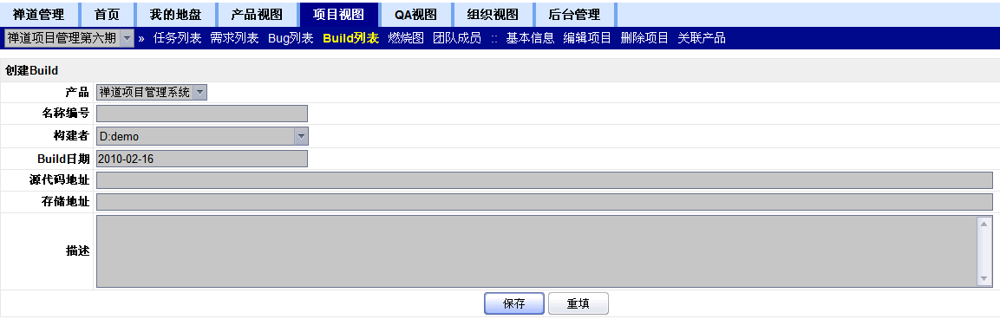 禅道管理 首页 我的地盘 产品视图 项目视图 QA视图 组织视图 后台管理
禅道项目管理第六期 » 任务列表 需求列表 Bug列表 Build列表 燃烧图 团队成员 :: 基本信息 编辑项目 删除项目 关联产品
创建Build
产品 禅道项目管理系统
名称编号
构建者 D:demo
Build日期 2010-02-16
源代码地址
存储地址
描述
保存 重填